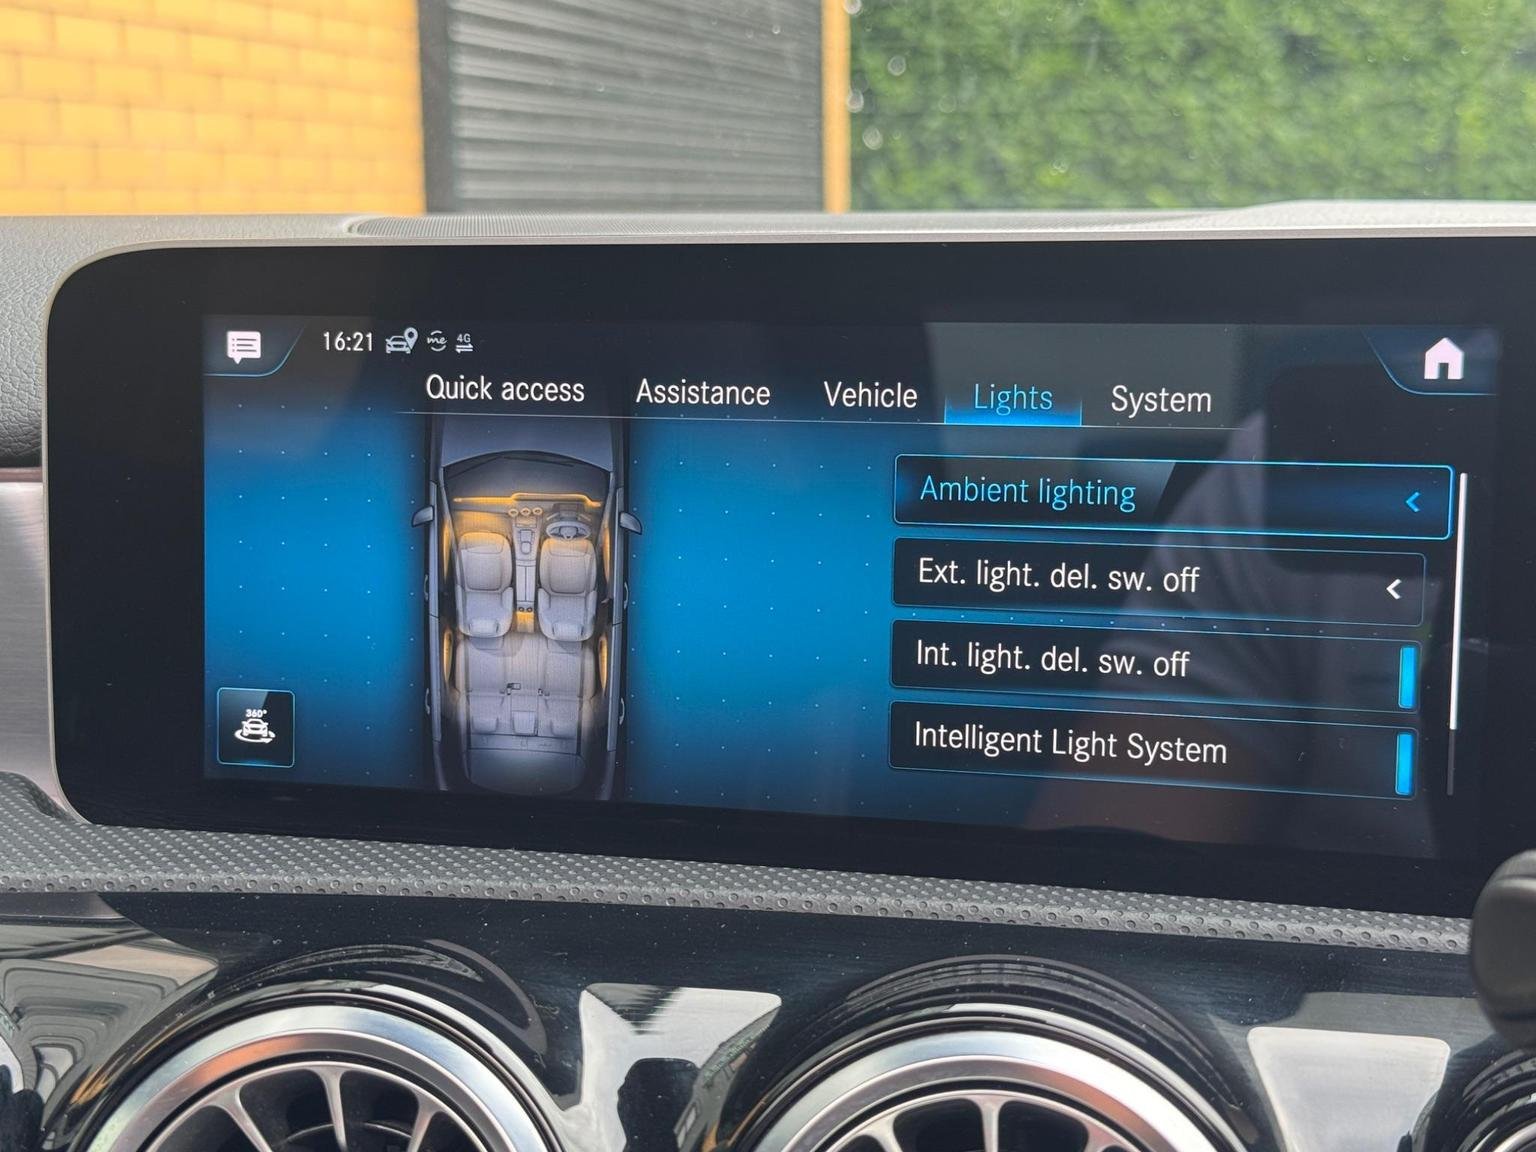 16:21 me 4G
Quick access Assistance Vehicle Lights System
Ambient lighting
Ext. light. del. sw. off
Int. light. del. sw. off
Intelligent Light System
360°